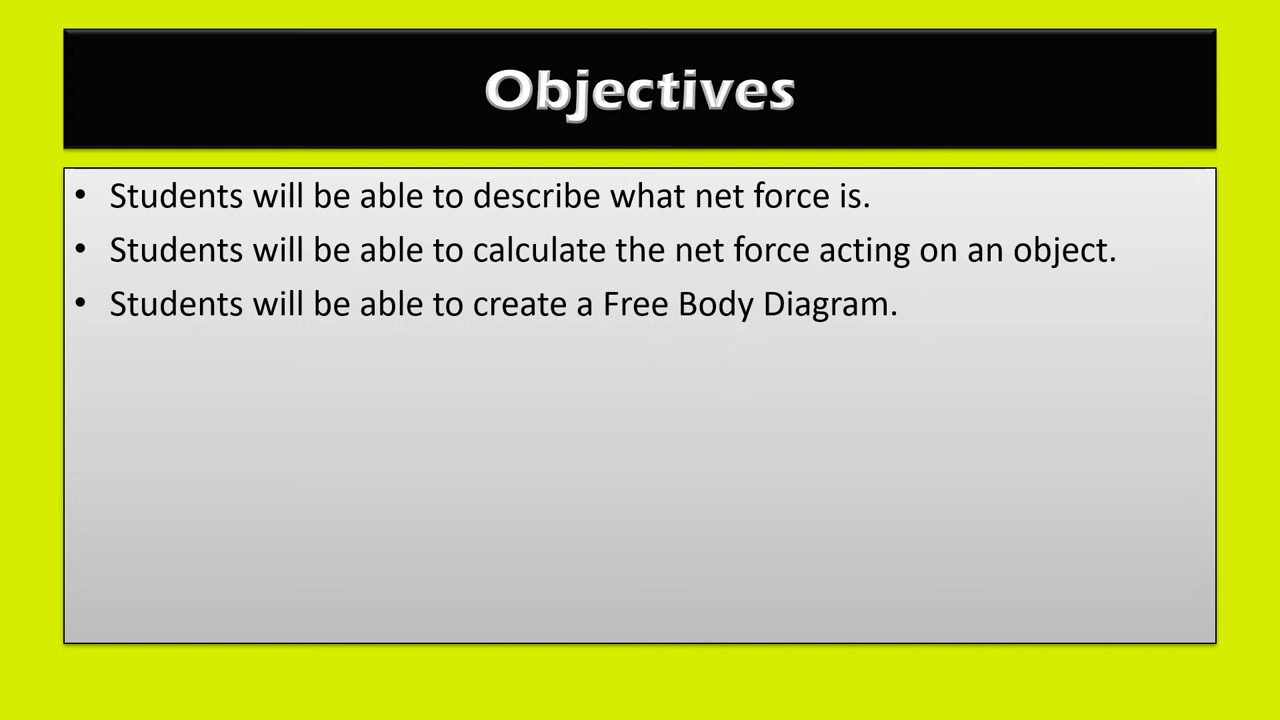 Objectives
• Students will be able to describe what net force is.
• Students will be able to calculate the net force acting on an object.
• Students will be able to create a Free Body Diagram.